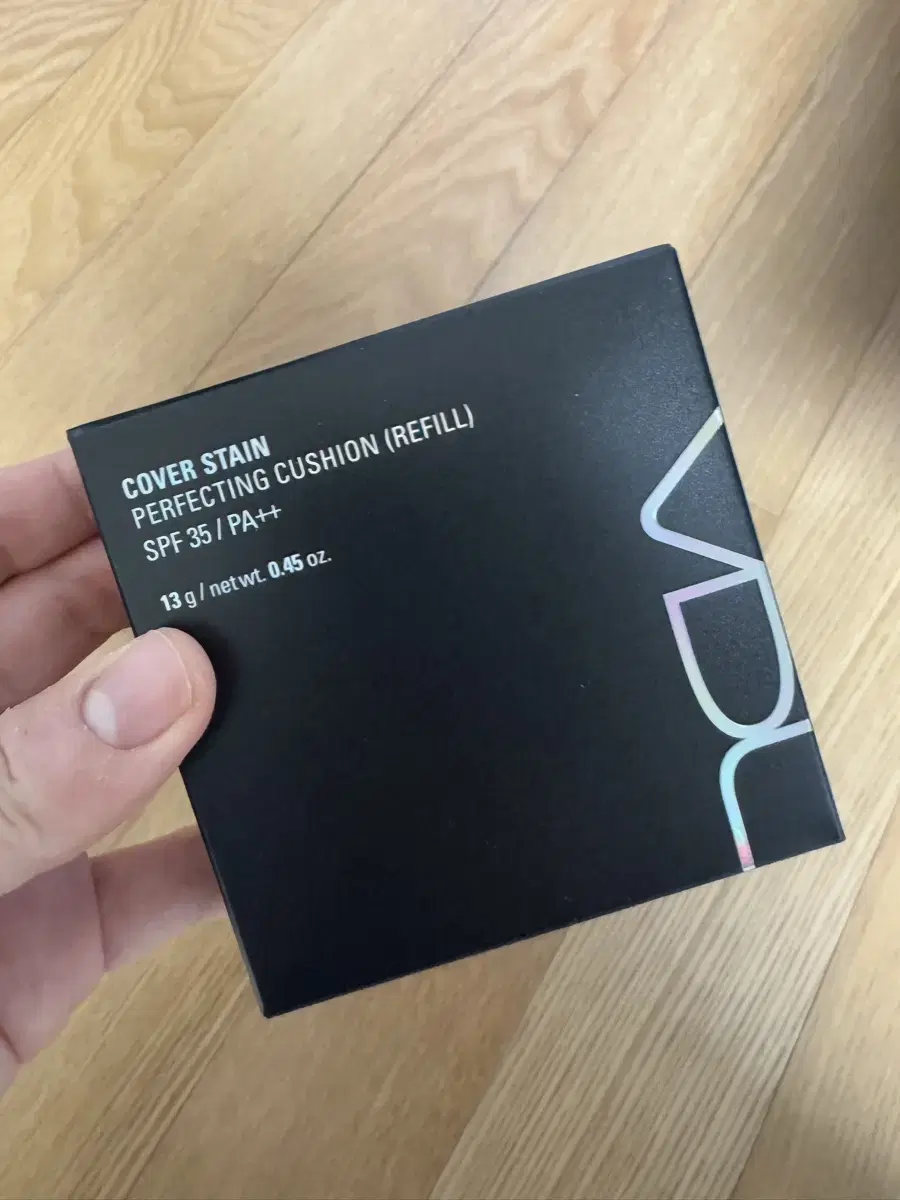 COVER STAIN
PERFECTING CUSHION (REFILL)
SPF 35 / PA++
13 g / net wt. 0.45 oz.
VDL